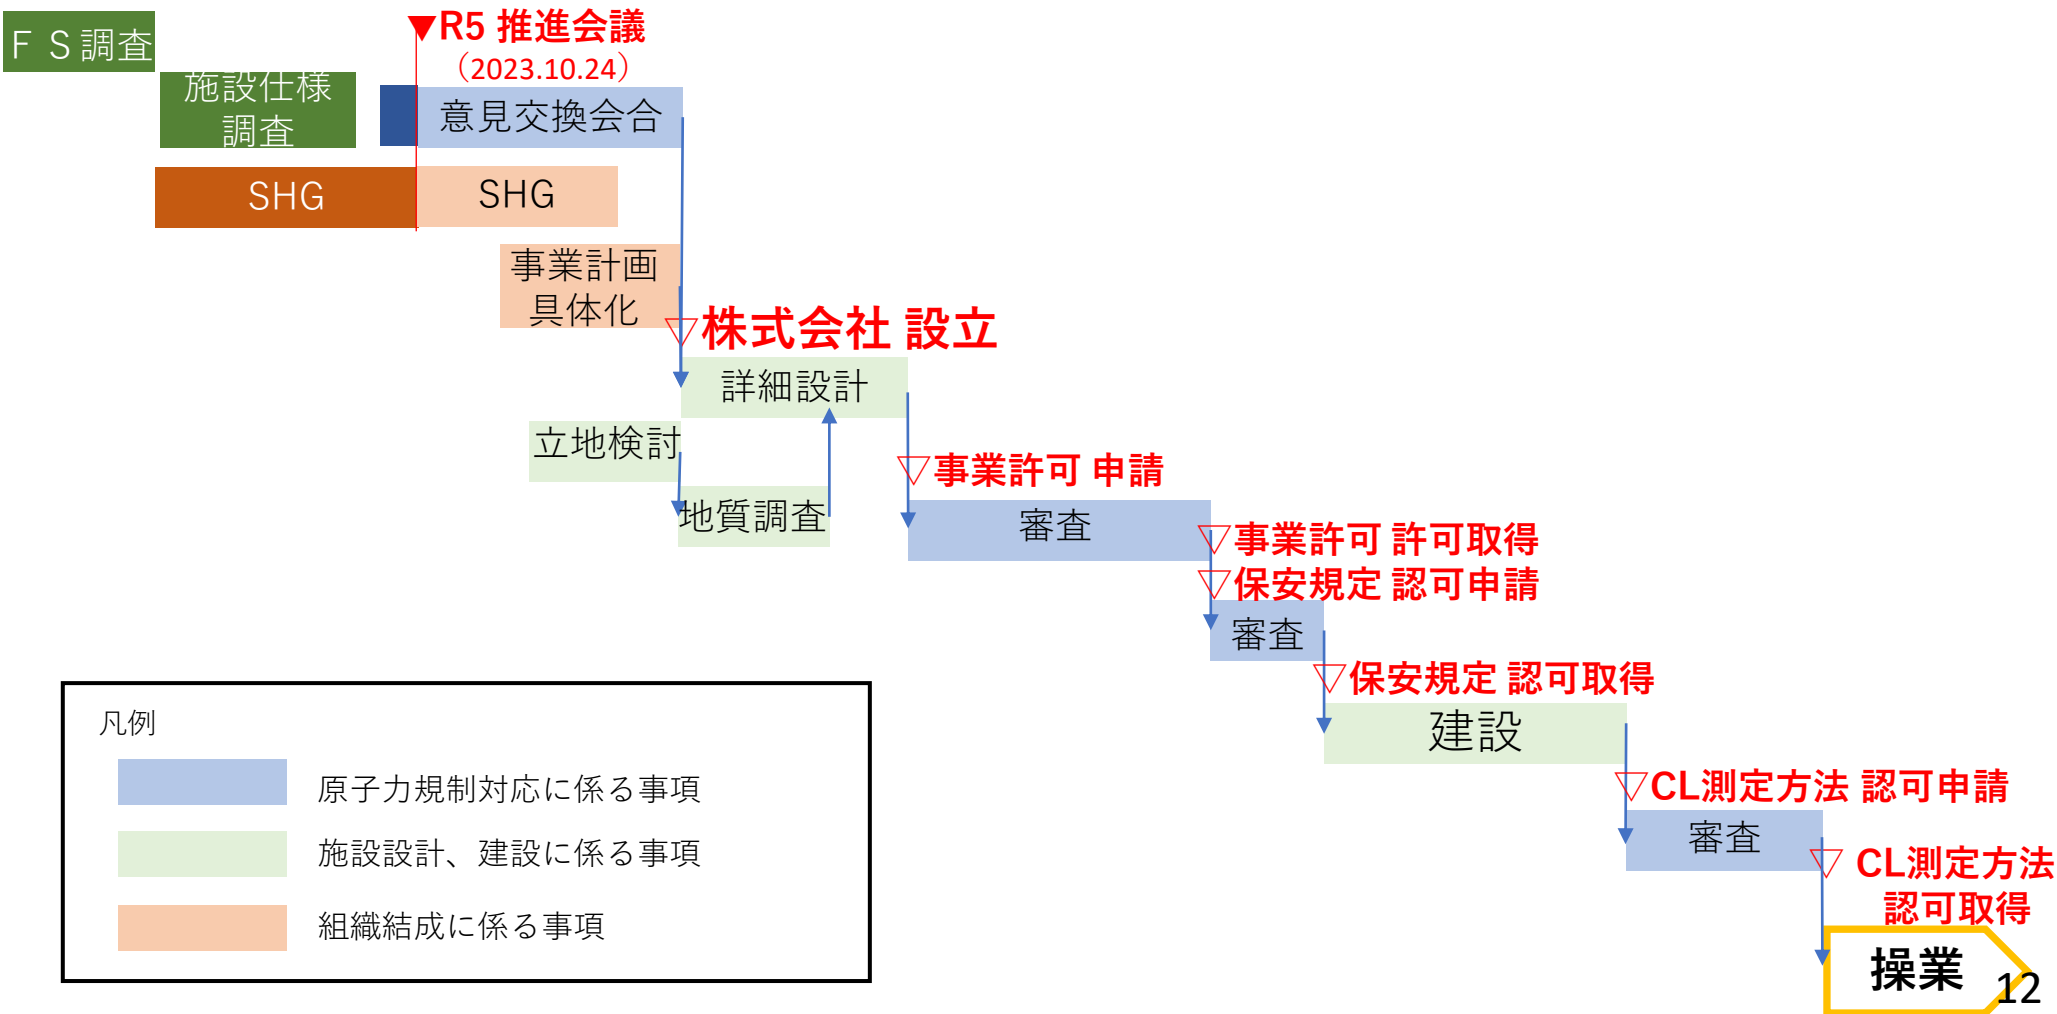 ＦＳ調査
▼R5 推進会議
（2023.10.24）
施設仕様
調査
意見交換会合
SHG
SHG
事業計画
具体化
▽株式会社 設立
詳細設計
立地検討
地質調査
▽事業許可 申請
審査
▽事業許可 許可取得
▽保安規定 認可申請
審査
▽保安規定 認可取得
建設
▽CL測定方法 認可申請
審査
▽ CL測定方法
認可取得
操業
凡例
原子力規制対応に係る事項
施設設計、建設に係る事項
組織結成に係る事項
12